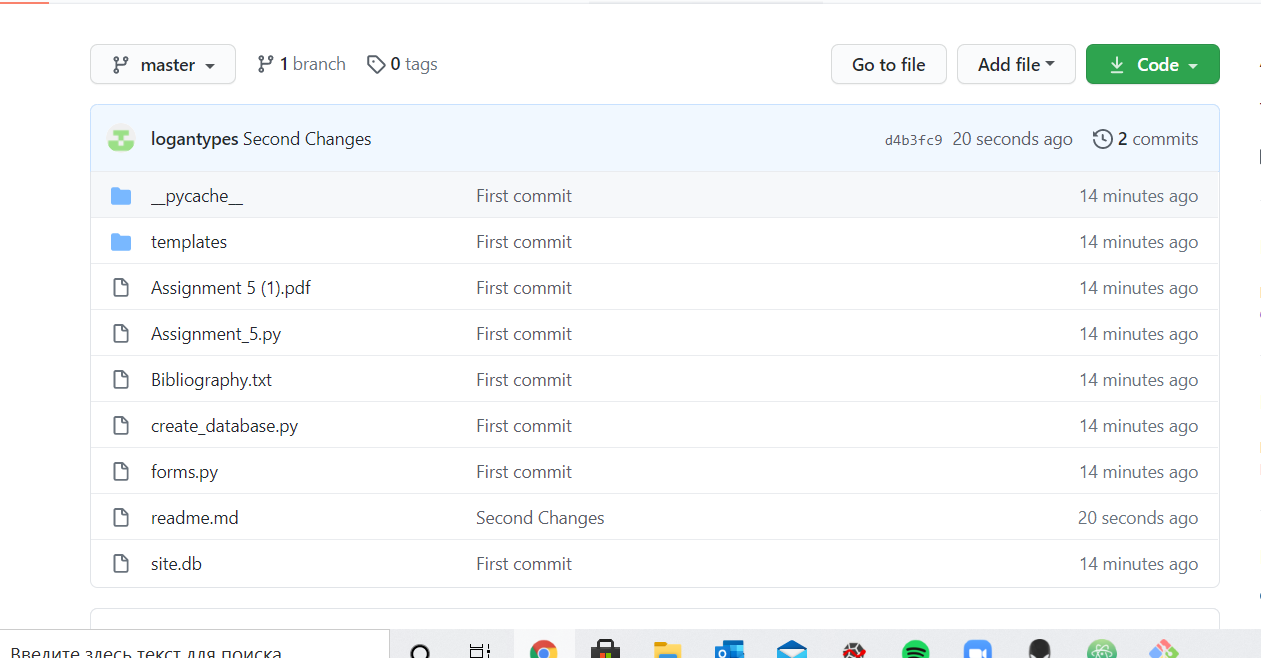 master 1 branch 0 tags Go to file Add file Code
logantypes Second Changes d4b3fc9 20 seconds ago 2 commits
__pycache__ First commit 14 minutes ago
templates First commit 14 minutes ago
Assignment 5 (1).pdf First commit 14 minutes ago
Assignment_5.py First commit 14 minutes ago
Bibliography.txt First commit 14 minutes ago
create_database.py First commit 14 minutes ago
forms.py First commit 14 minutes ago
readme.md Second Changes 20 seconds ago
site.db First commit 14 minutes ago
Введите здесь текст для поиска